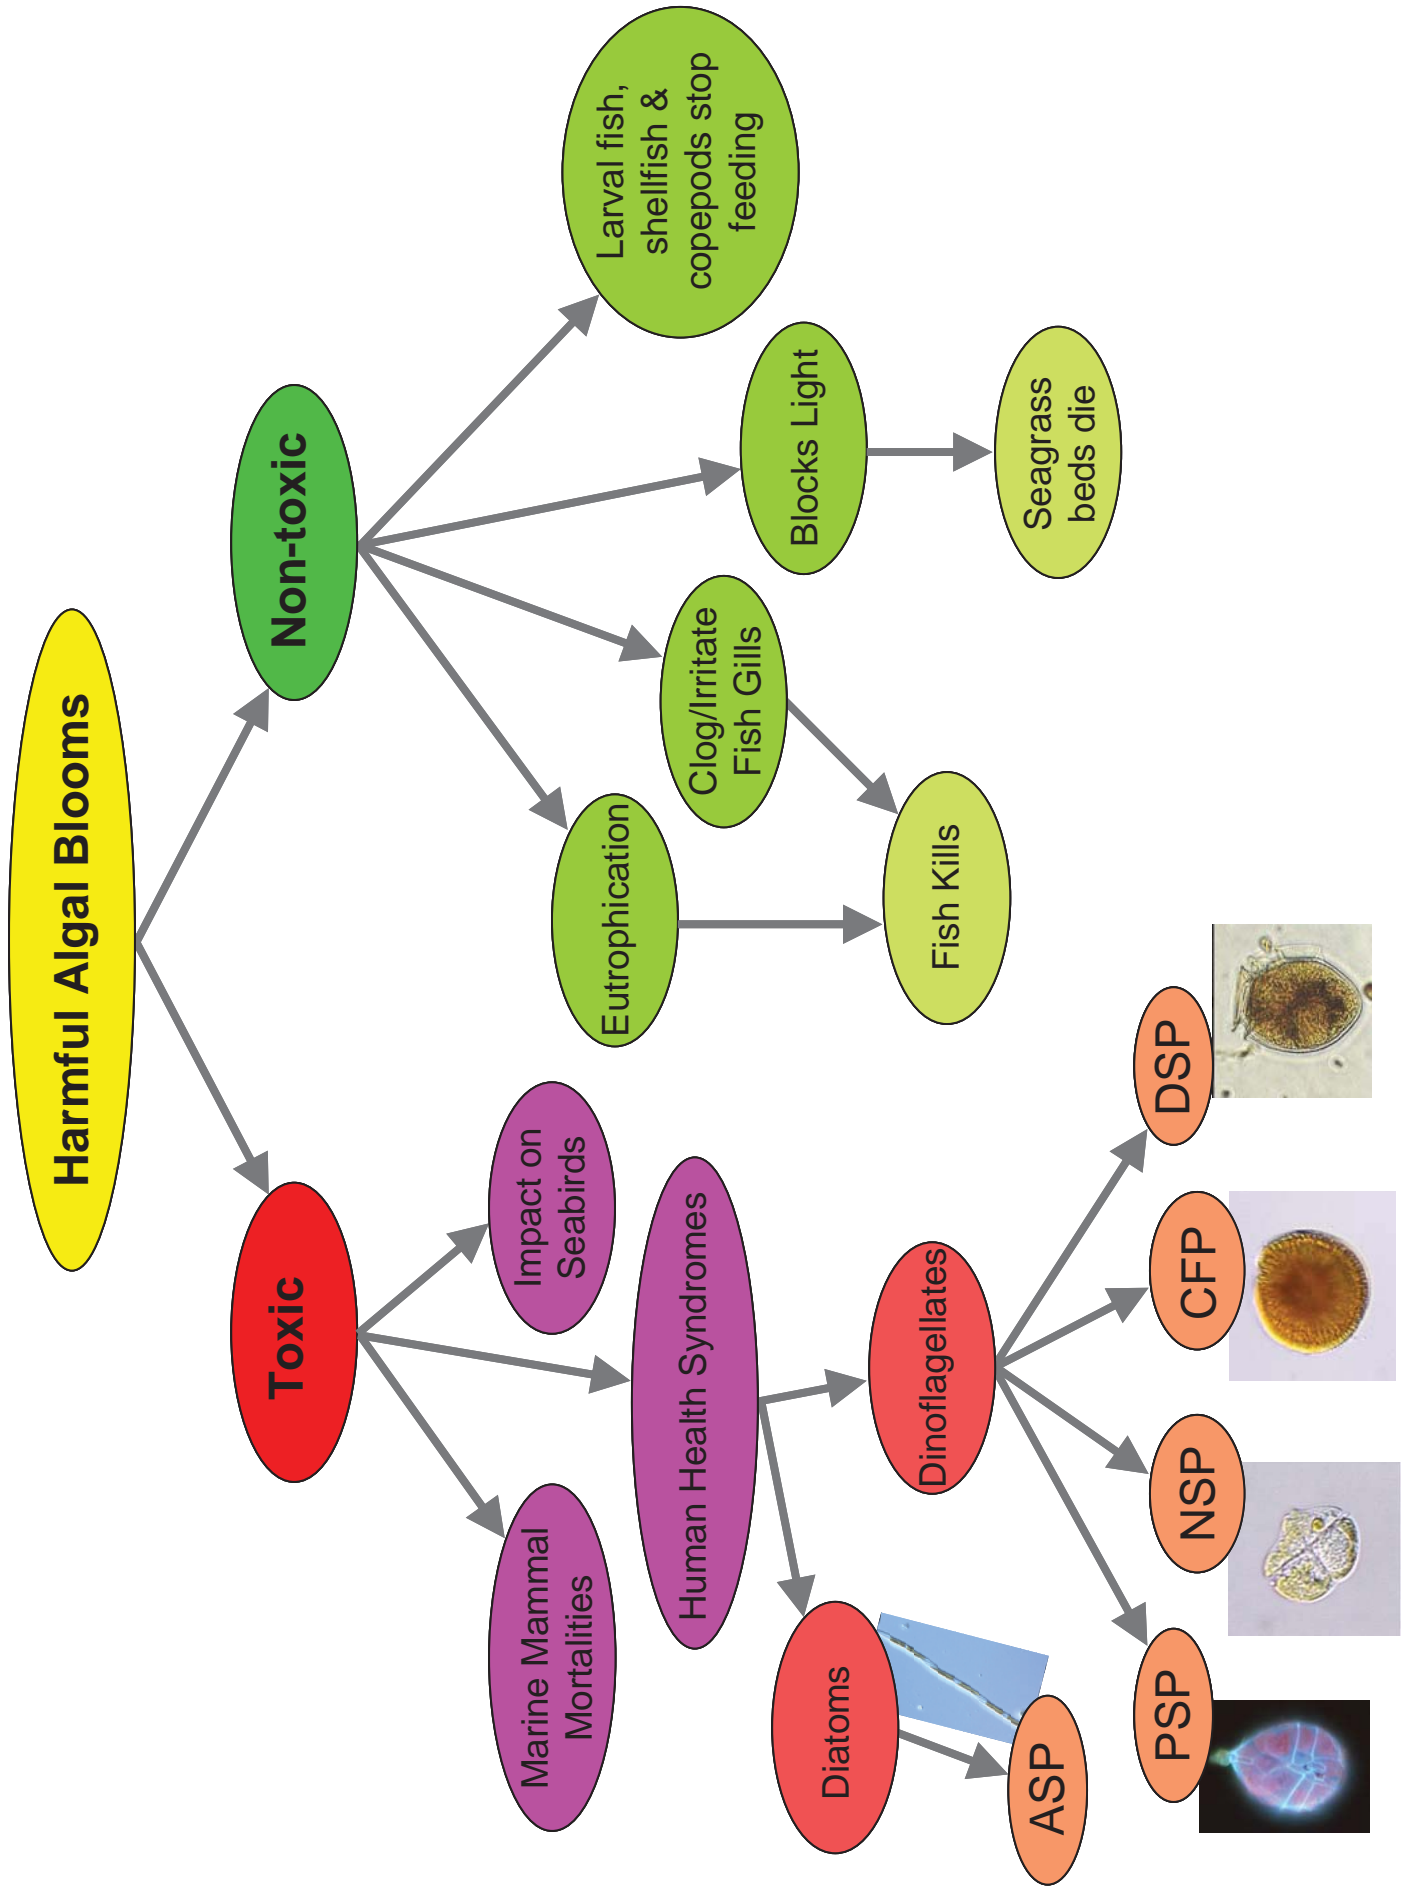 Harmful Algal Blooms
Toxic
Non-toxic
Marine Mammal
Mortalities
Impact on
Seabirds
Human Health Syndromes
Diatoms
ASP
Dinoflagellates
PSP
NSP
CFP
DSP
Eutrophication
Clog/Irritate
Fish Gills
Fish Kills
Blocks Light
Seagrass
beds die
Larval fish,
shellfish &
copepods stop
feeding